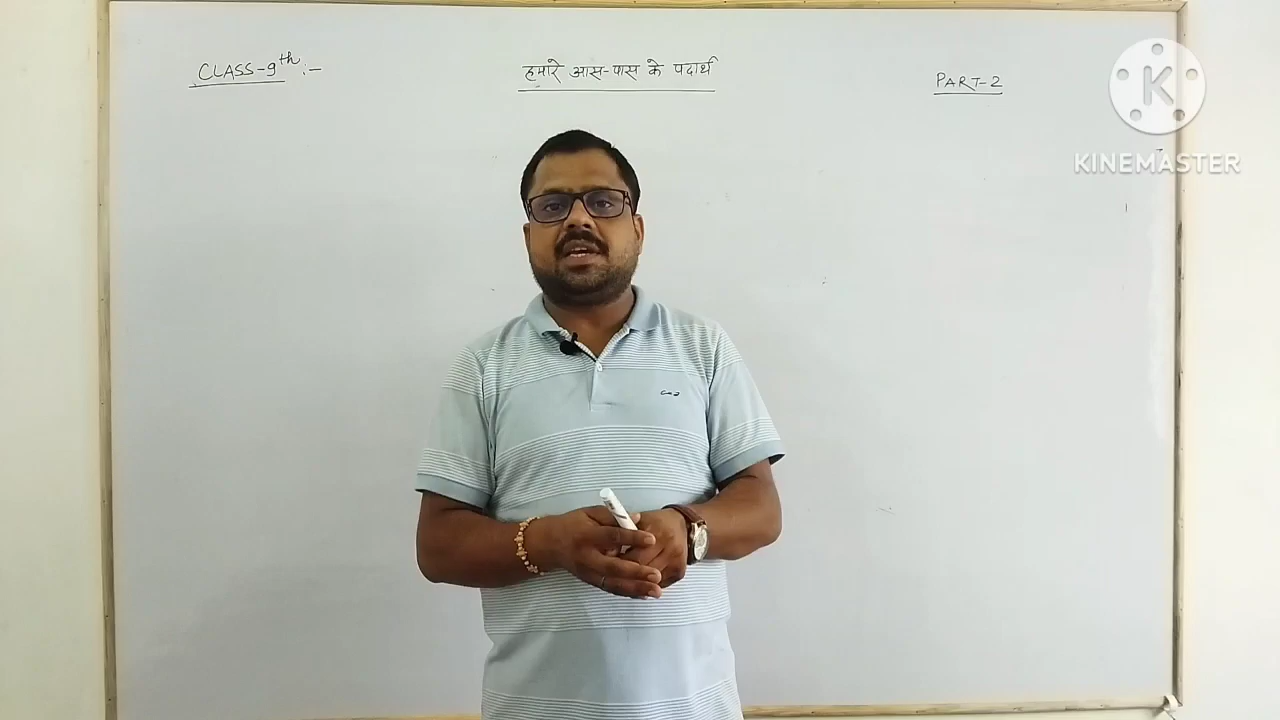 CLASS-9th:-
हमारे आस-पास के पदार्थ
PART-2
K
KINEMASTER